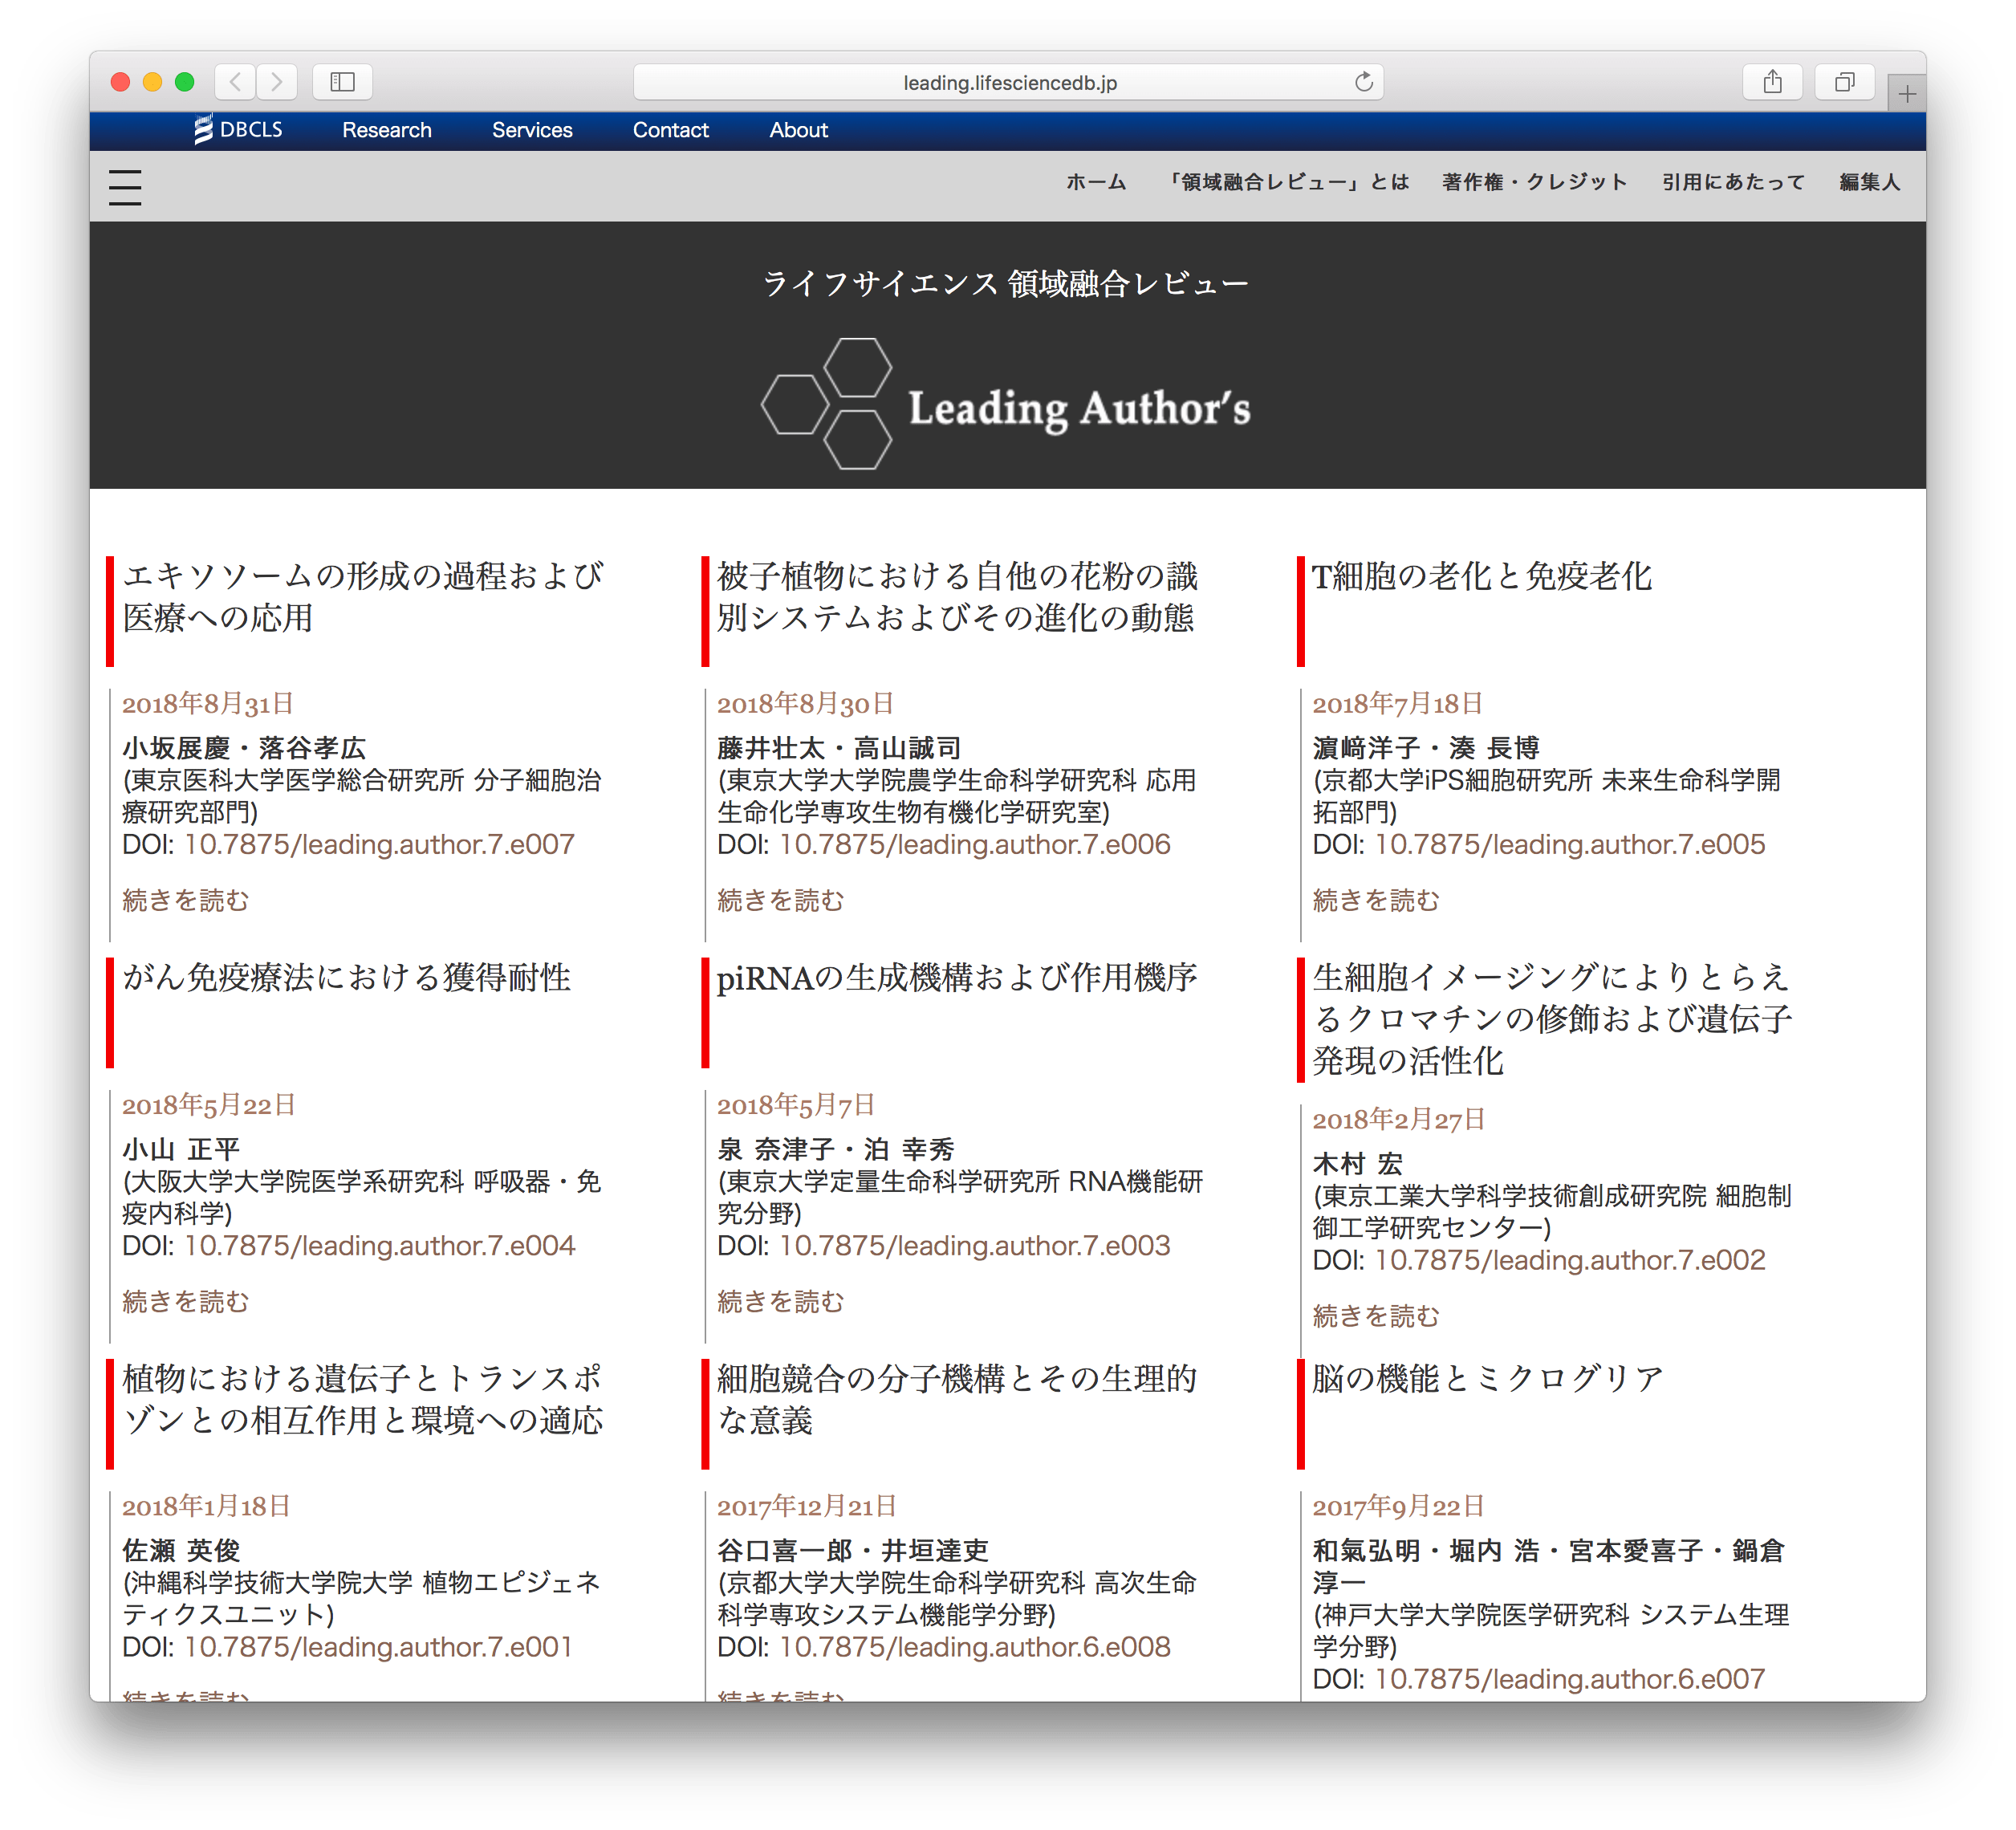 leading.lifesciencedb.jp
DBCLS Research Services Contact About
ホーム 「領域融合レビュー」とは 著作権・クレジット 引用にあたって 編集人
ライフサイエンス 領域融合レビュー
Leading Author’s
エキソソームの形成の過程および
医療への応用
2018年8月31日
小坂展慶・落谷孝広
(東京医科大学医学総合研究所 分子細胞治
療研究部門)
DOI: 10.7875/leading.author.7.e007
続きを読む
被子植物における自他の花粉の識
別システムおよびその進化の動態
2018年8月30日
藤井壮太・高山誠司
(東京大学大学院農学生命科学研究科 応用
生命化学専攻生物有機化学研究室)
DOI: 10.7875/leading.author.7.e006
続きを読む
T細胞の老化と免疫老化
2018年7月18日
濵﨑洋子・湊 長博
(京都大学iPS細胞研究所 未来生命科学開
拓部門)
DOI: 10.7875/leading.author.7.e005
続きを読む
がん免疫療法における獲得耐性
2018年5月22日
小山 正平
(大阪大学大学院医学系研究科 呼吸器・免
疫内科学)
DOI: 10.7875/leading.author.7.e004
続きを読む
piRNAの生成機構および作用機序
2018年5月7日
泉 奈津子・泊 幸秀
(東京大学定量生命科学研究所 RNA機能研
究分野)
DOI: 10.7875/leading.author.7.e003
続きを読む
生細胞イメージングによりとらえ
るクロマチンの修飾および遺伝子
発現の活性化
2018年2月27日
木村 宏
(東京工業大学科学技術創成研究院 細胞制
御工学研究センター)
DOI: 10.7875/leading.author.7.e002
続きを読む
植物における遺伝子とトランスポ
ゾンとの相互作用と環境への適応
2018年1月18日
佐瀬 英俊
(沖縄科学技術大学院大学 植物エピジェネ
ティクスユニット)
DOI: 10.7875/leading.author.7.e001
続きを読む
細胞競合の分子機構とその生理的
な意義
2017年12月21日
谷口喜一郎・井垣達吏
(京都大学大学院生命科学研究科 高次生命
科学専攻システム機能学分野)
DOI: 10.7875/leading.author.6.e008
続きを読む
脳の機能とミクログリア
2017年9月22日
和氣弘明・堀内 浩・宮本愛喜子・鍋倉
淳一
(神戸大学大学院医学研究科 システム生理
学分野)
DOI: 10.7875/leading.author.6.e007